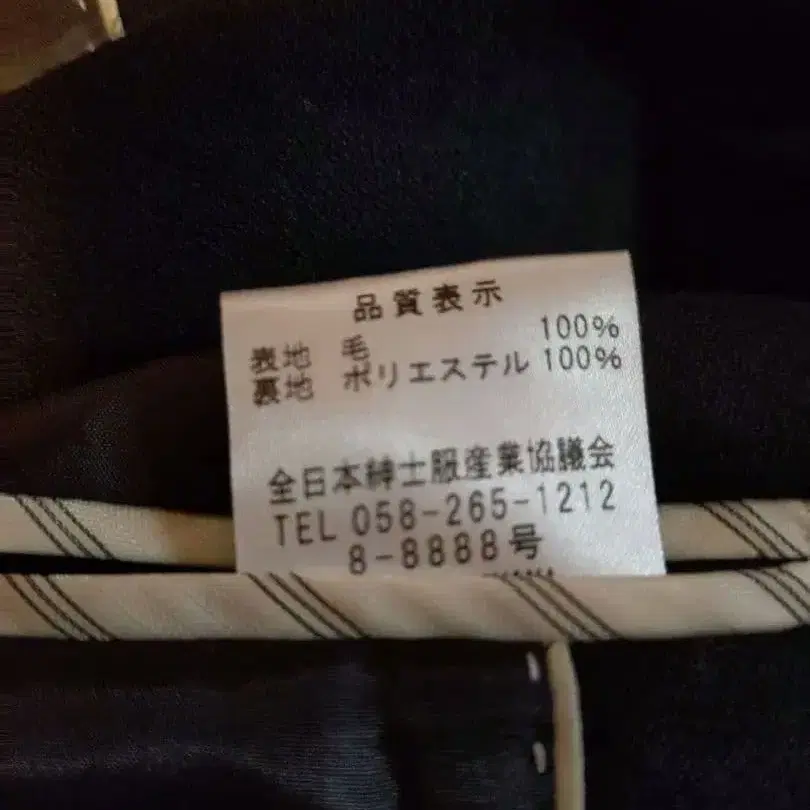 品質表示
表地 毛 100%
裏地 ポリエステル 100%
全日本紳士服産業協議会
TEL 058-265-1212
8-8888号